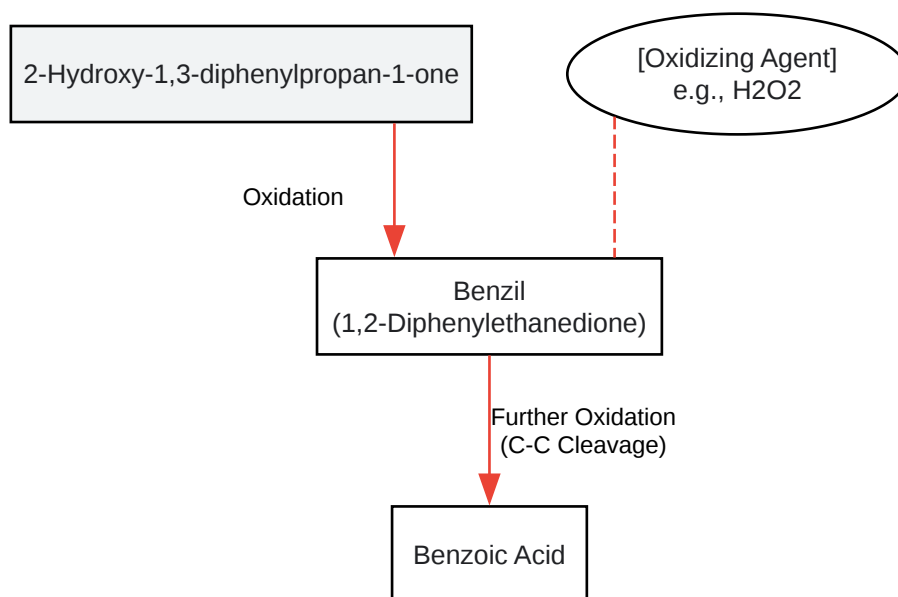 2-Hydroxy-1,3-diphenylpropan-1-one
[Oxidizing Agent]
e.g., H2O2
Oxidation
Benzil
(1,2-Diphenylethanedione)
Further Oxidation
(C-C Cleavage)
Benzoic Acid